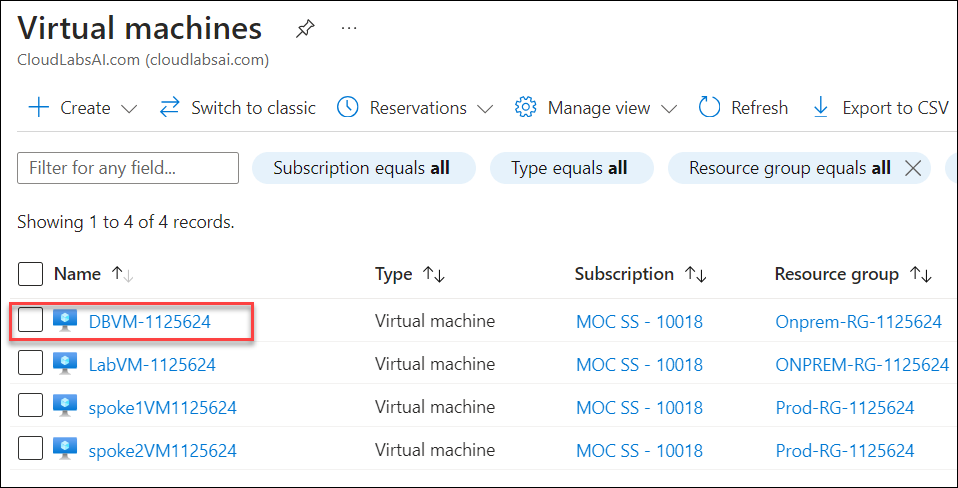 Virtual machines
CloudLabsAI.com (cloudlabsai.com)
Create Switch to classic Reservations Manage view Refresh Export to CSV
Filter for any field... Subscription equals all Type equals all Resource group equals all
Showing 1 to 4 of 4 records.
Name Type Subscription Resource group
DBVM-1125624 Virtual machine MOC SS - 10018 Onprem-RG-1125624
LabVM-1125624 Virtual machine MOC SS - 10018 ONPREM-RG-1125624
spoke1VM1125624 Virtual machine MOC SS - 10018 Prod-RG-1125624
spoke2VM1125624 Virtual machine MOC SS - 10018 Prod-RG-1125624